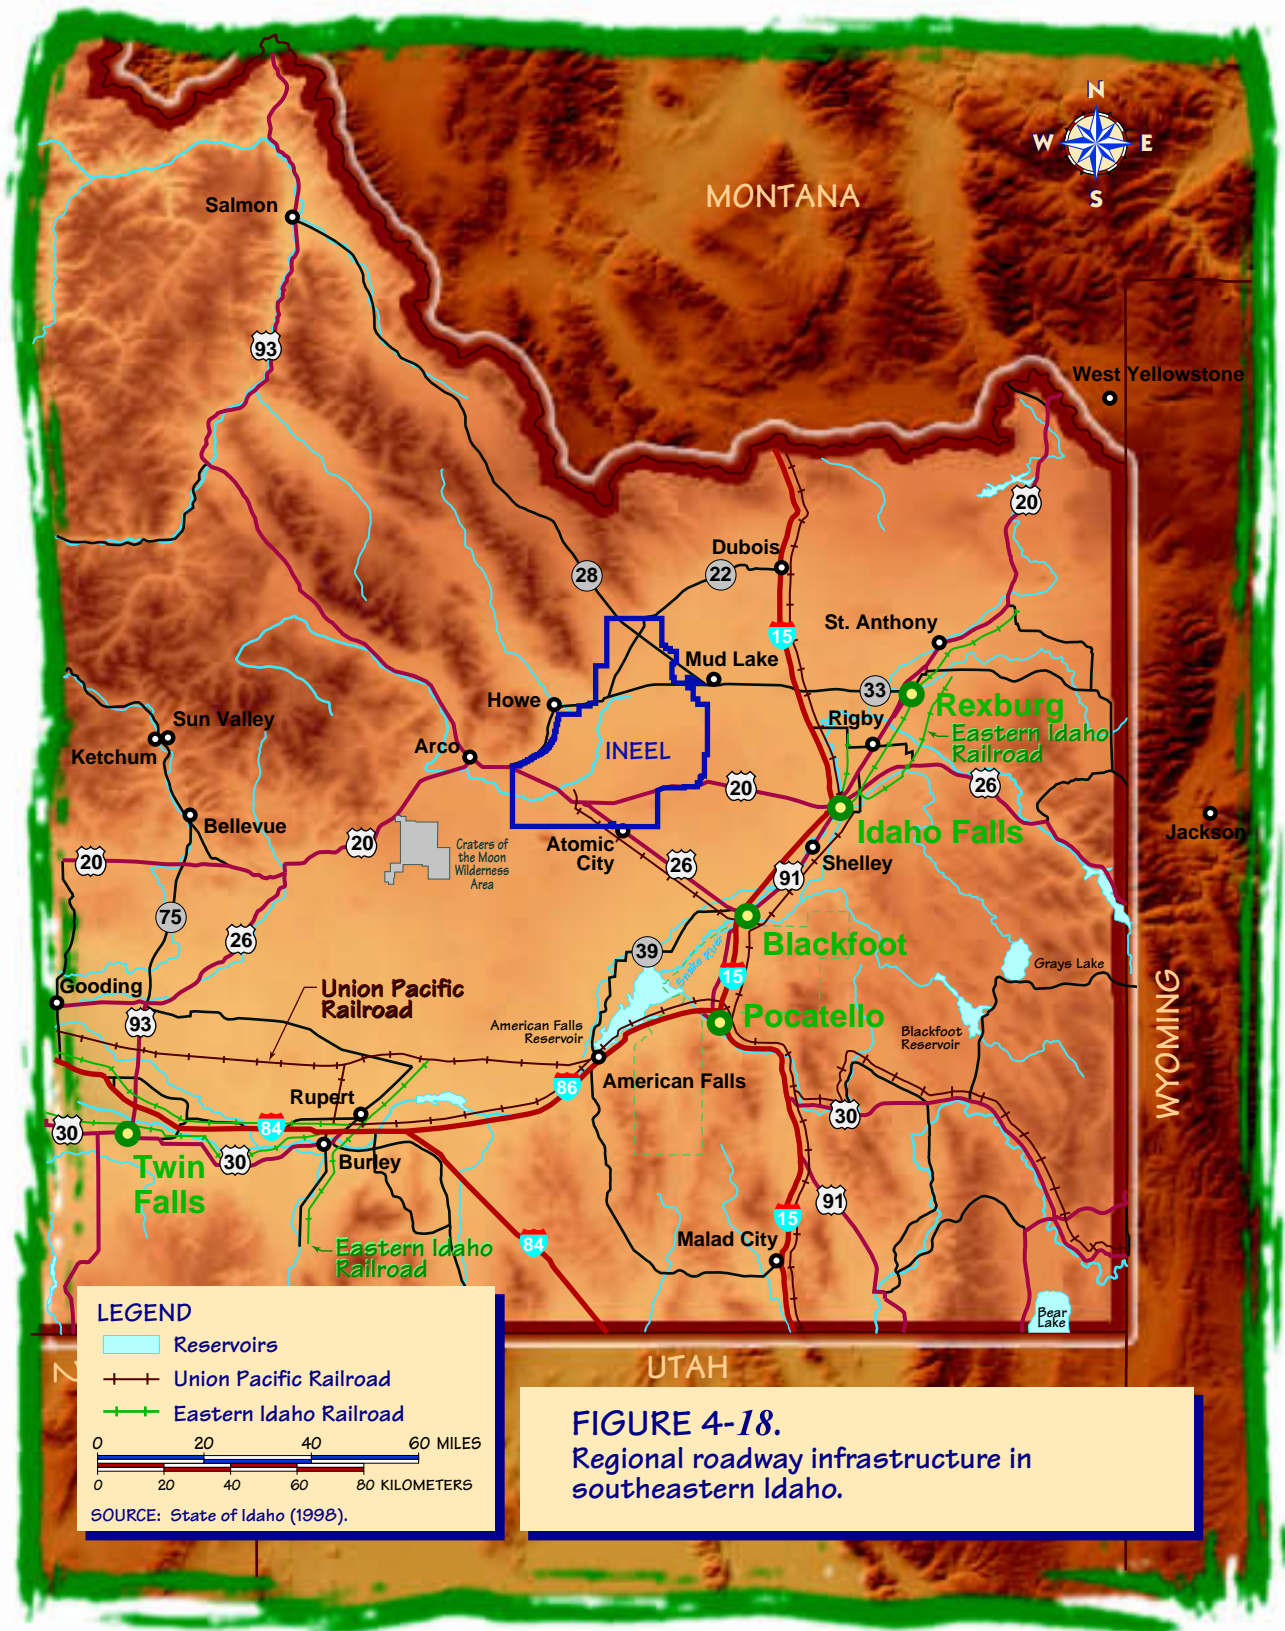 N
W
E
S
MONTANA
Salmon
93
West Yellowstone
20
Dubois
28
22
15
St. Anthony
Mud Lake
33
Howe
Rexburg
Rigby
Eastern Idaho
Railroad
Sun Valley
Ketchum
Arco
INEEL
20
26
Idaho Falls
Jackson
Bellevue
20
20
Craters of
the Moon
Wilderness
Area
Atomic
City
26
91
Shelley
75
26
39
Blackfoot
Snake River
15
Grays Lake
Gooding
Union Pacific
Railroad
93
American Falls
Reservoir
Pocatello
Blackfoot
Reservoir
WYOMING
86
American Falls
Rupert
84
30
30
30
Burley
Twin
Falls
91
15
Malad City
84
Eastern Idaho
Railroad
Bear
Lake
UTAH
LEGEND
Reservoirs
Union Pacific Railroad
Eastern Idaho Railroad
0 20 40 60 MILES
0 20 40 60 80 KILOMETERS
SOURCE: State of Idaho (1998).
FIGURE 4-18.
Regional roadway infrastructure in
southeastern Idaho.